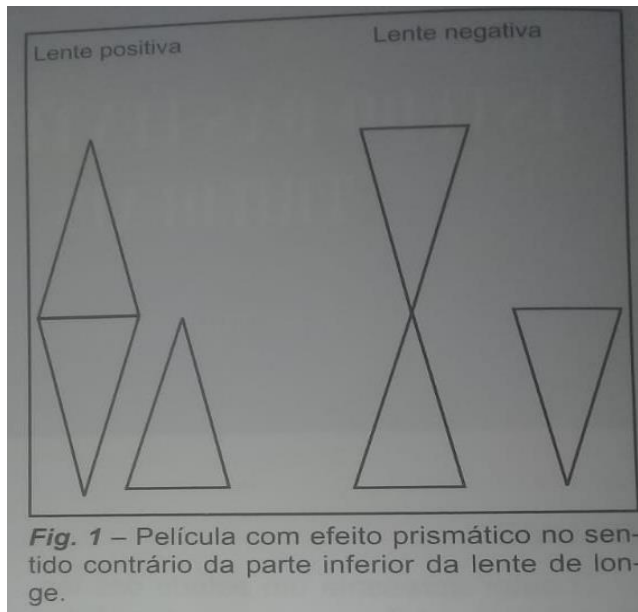 Lente positiva
Lente negativa
Fig. 1 – Película com efeito prismático no sen-
tido contrário da parte inferior da lente de lon-
ge.